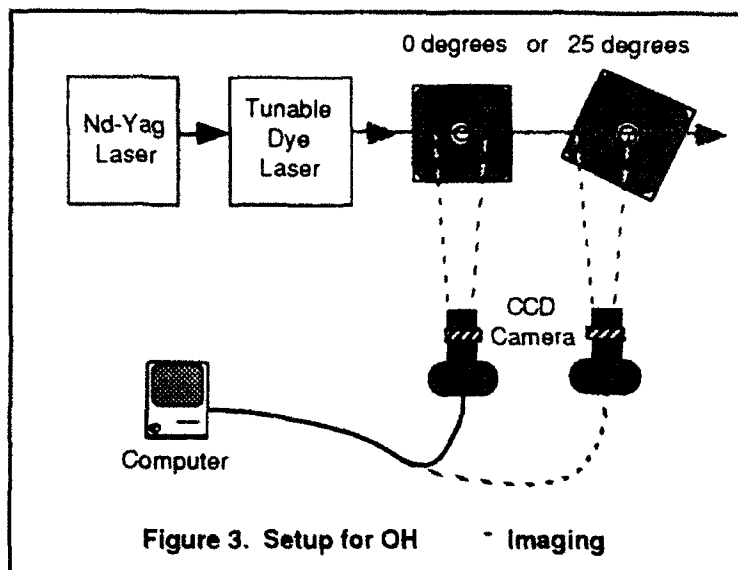 0 degrees or 25 degrees
Nd-Yag
Laser
Tunable
Dye
Laser
CCD
Camera
Computer
Figure 3. Setup for OH - Imaging